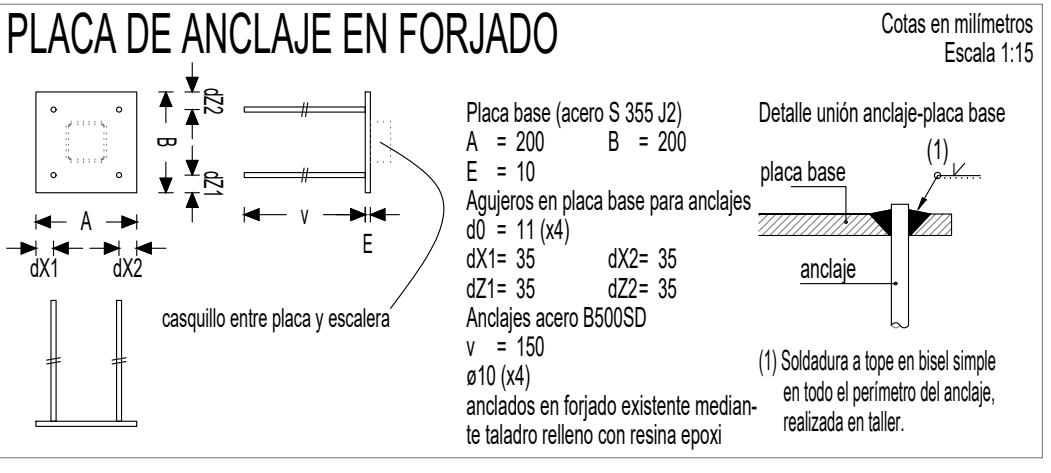 PLACA DE ANCLAJE EN FORJADO
Cotas en milímetros
Escala 1:15
dZ2
B
dZ1
A
dX1
dX2
v
E
casquillo entre placa y escalera
Placa base (acero S 355 J2)
A = 200 B = 200
E = 10
Agujeros en placa base para anclajes
d0 = 11 (x4)
dX1= 35 dX2= 35
dZ1= 35 dZ2= 35
Anclajes acero B500SD
v = 150
ø10 (x4)
anclados en forjado existente median-
te taladro relleno con resina epoxi
Detalle unión anclaje-placa base
(1)
placa base
anclaje
(1) Soldadura a tope en bisel simple
en todo el perímetro del anclaje,
realizada en taller.